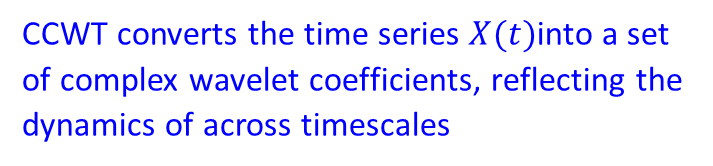 CCWT converts the time series X(t)into a set
of complex wavelet coefficients, reflecting the
dynamics of across timescales